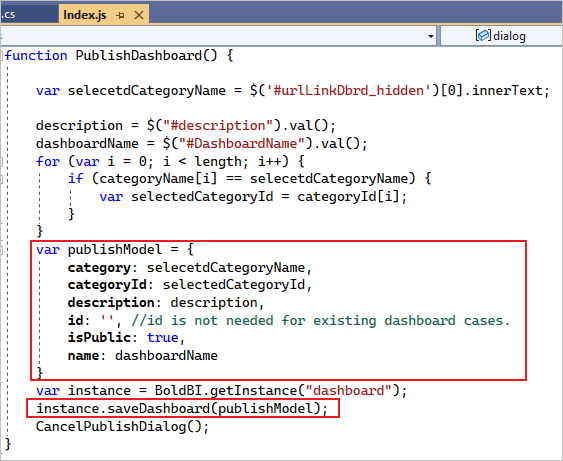 .cs
Index.js
dialog
function PublishDashboard() {
var selecetdCategoryName = $('#urlLinkDbrd_hidden')[0].innerText;
description = $("#description").val();
dashboardName = $("#DashboardName").val();
for (var i = 0; i < length; i++) {
if (categoryName[i] == selecetdCategoryName) {
var selectedCategoryId = categoryId[i];
}
}
var publishModel = {
category: selecetdCategoryName,
categoryId: selectedCategoryId,
description: description,
id: '', //id is not needed for existing dashboard cases.
isPublic: true,
name: dashboardName
}
var instance = BoldBI.getInstance("dashboard");
instance.saveDashboard(publishModel);
CancelPublishDialog();
}